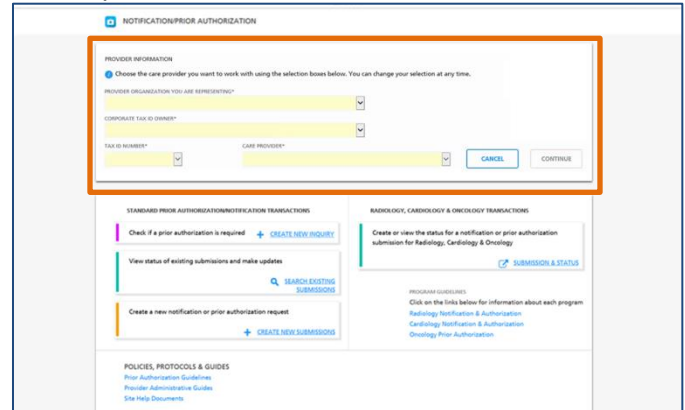 NOTIFICATION/PRIOR AUTHORIZATION
PROVIDER INFORMATION
Choose the care provider you want to work with using the selection boxes below. You can change your selection at any time.
PROVIDER ORGANIZATION YOU ARE REPRESENTING*
CORPORATE TAX ID OWNER*
TAX ID NUMBER* CARE PROVIDER*
CANCEL CONTINUE
STANDARD PRIOR AUTHORIZATION/NOTIFICATION TRANSACTIONS
Check if a prior authorization is required + CREATE NEW INQUIRY
View status of existing submissions and make updates
SEARCH EXISTING
SUBMISSIONS
Create a new notification or prior authorization request
+ CREATE NEW SUBMISSIONS
RADIOLOGY, CARDIOLOGY & ONCOLOGY TRANSACTIONS
Create or view the status for a notification or prior authorization
submission for Radiology, Cardiology & Oncology
SUBMISSION & STATUS
PROGRAM GUIDELINES
Click on the links below for information about each program
Radiology Notification & Authorization
Cardiology Notification & Authorization
Oncology Prior Authorization
POLICIES, PROTOCOLS & GUIDES
Prior Authorization Guidelines
Provider Administrative Guides
Site Help Documents